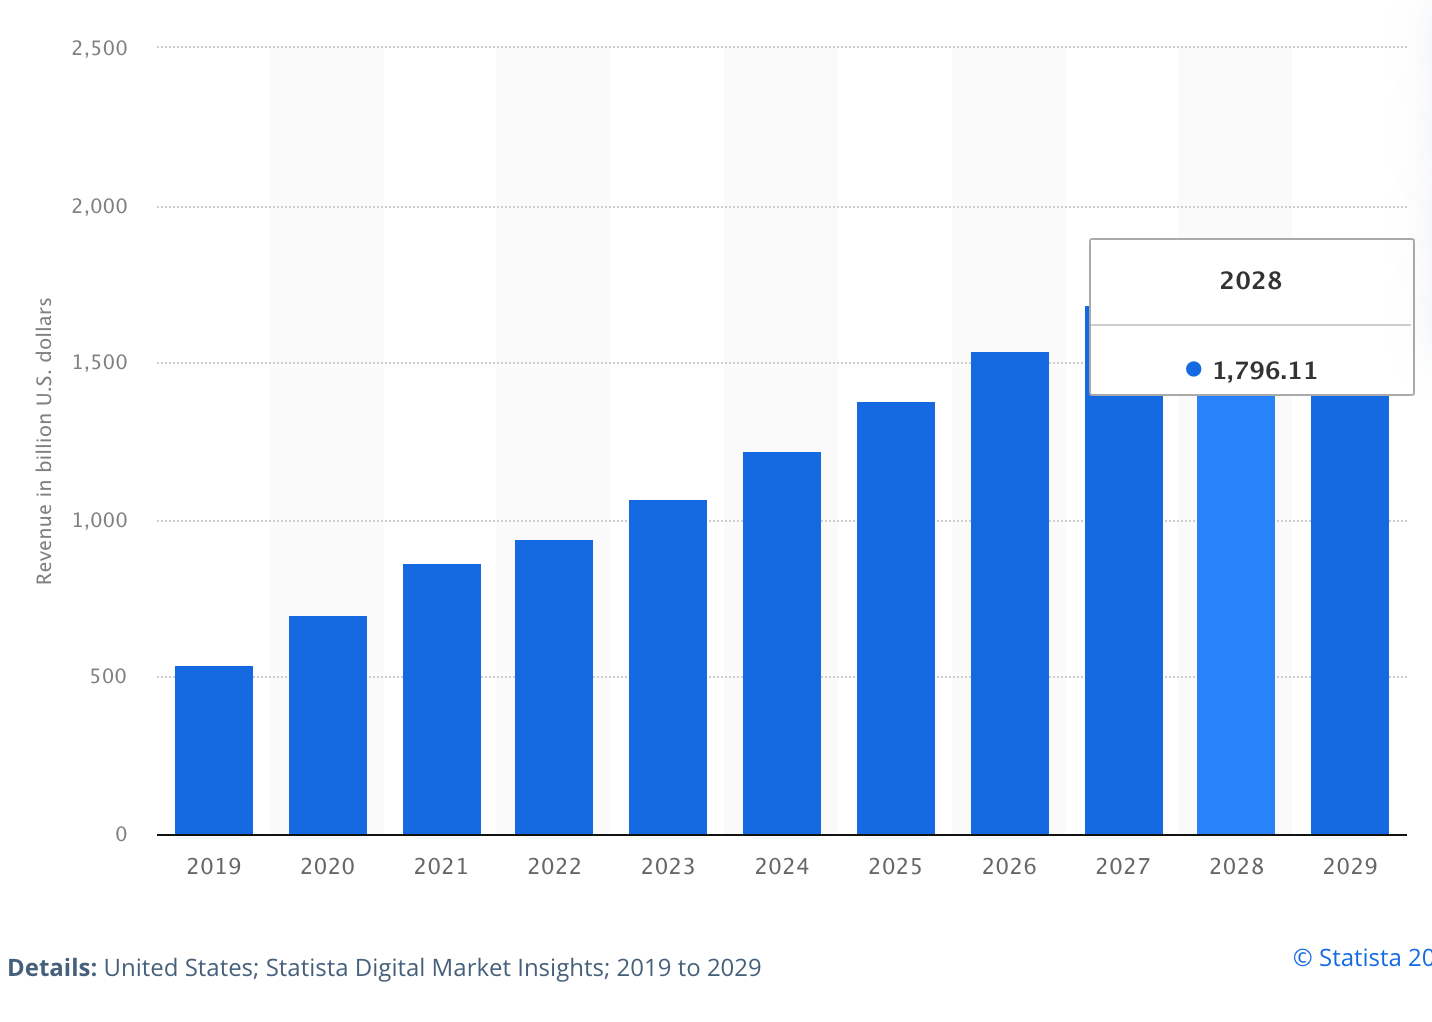 2,500
2,000
1,500
1,000
500
0
Revenue in billion U.S. dollars
2028
1,796.11
2019 2020 2021 2022 2023 2024 2025 2026 2027 2028 2029
Details: United States; Statista Digital Market Insights; 2019 to 2029
© Statista 20